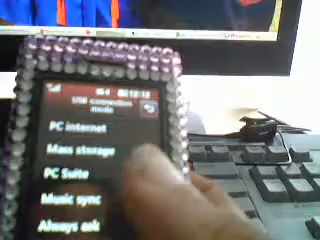 USB connection
mode
PC internet
Mass storage
PC Suite
Music sync
Always ask